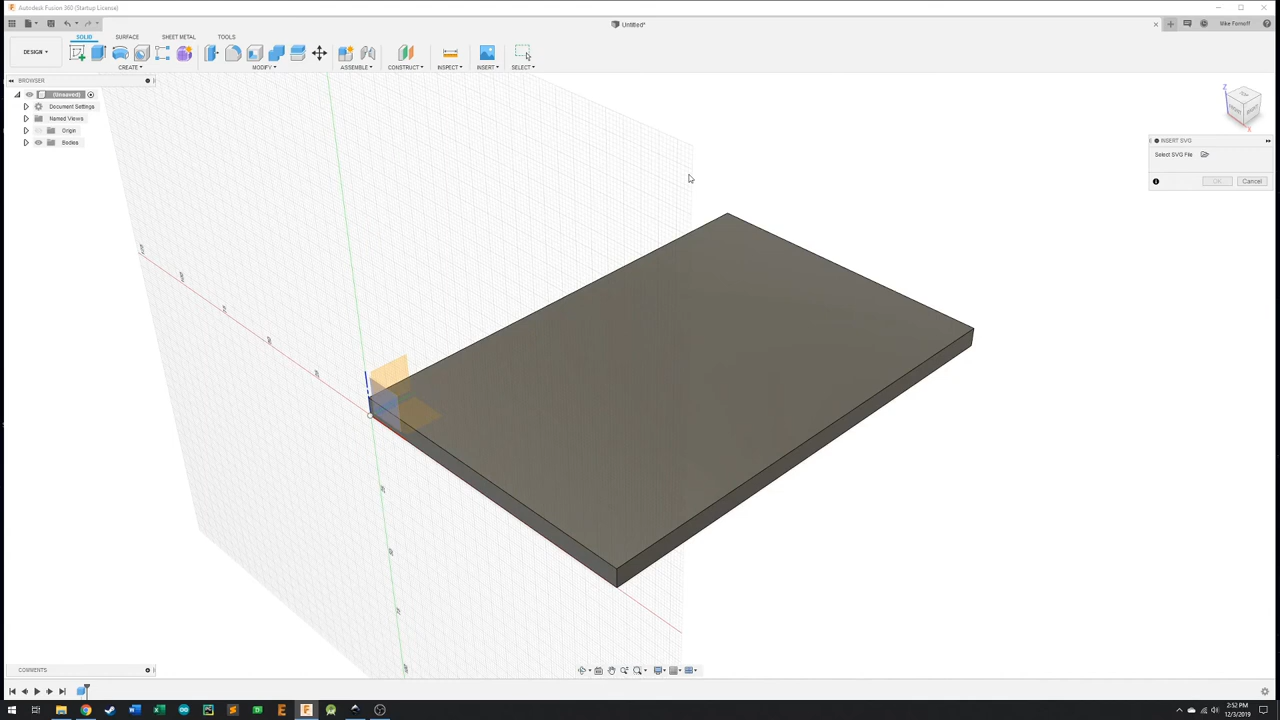 Autodesk Fusion 360 (Startup License)
Untitled*
Mike Fornoff
SOLID SURFACE SHEET METAL TOOLS
DESIGN
CREATE MODIFY ASSEMBLE CONSTRUCT INSPECT INSERT SELECT
BROWSER
(Unsaved)
Document Settings
Named Views
Origin
Bodies
Z
X
INSERT SVG
Select SVG File
OK Cancel
COMMENTS
2:52 PM
12/3/2019